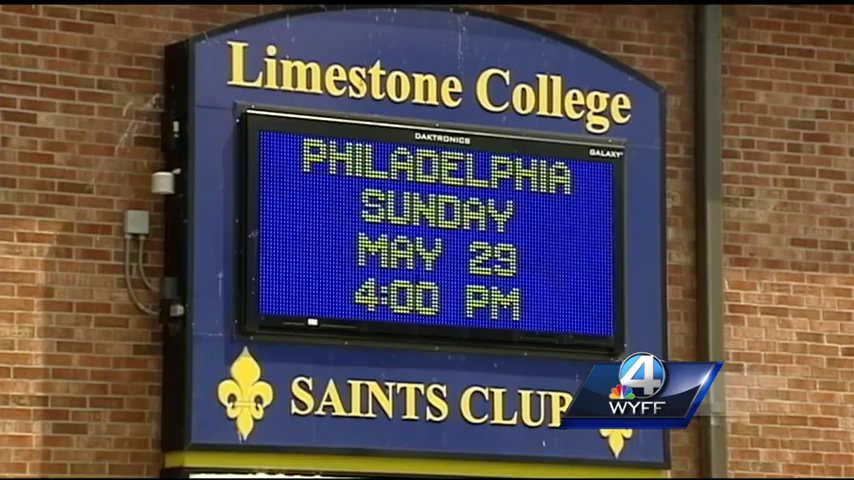 Limestone College
DAKTRONICS
GALAXY
PHILADELPHIA
SUNDAY
MAY 29
4:00 PM
SAINTS CLUB
4
WYFF